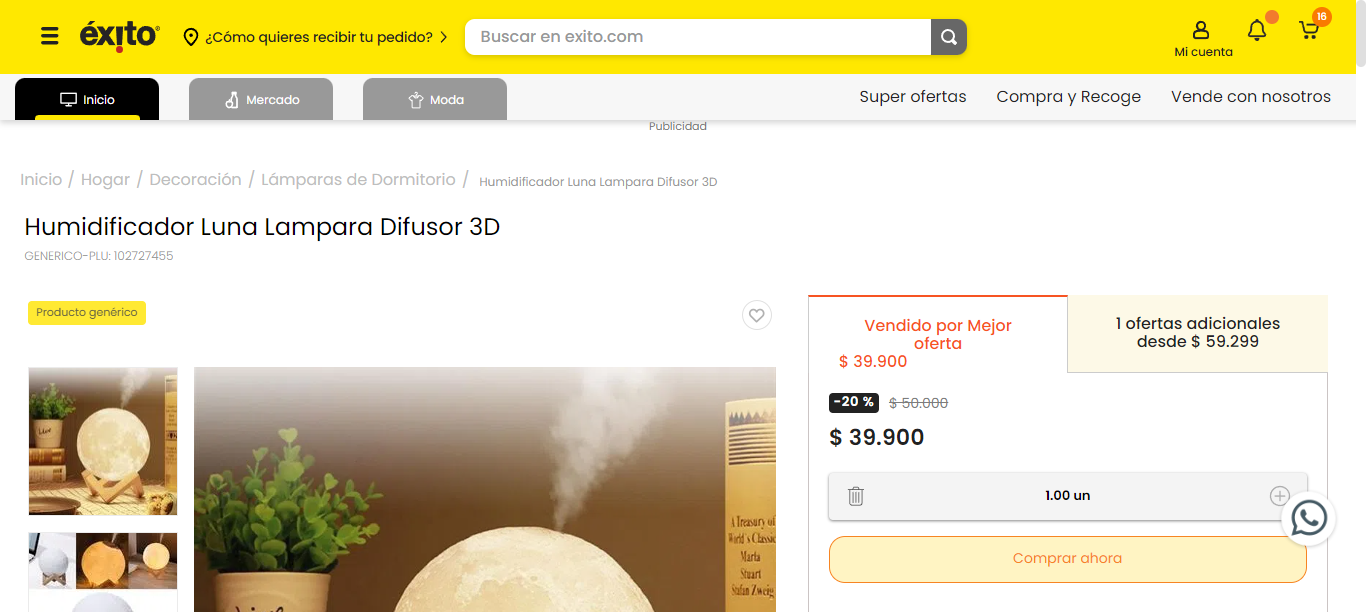 éxito
¿Cómo quieres recibir tu pedido?
Buscar en exito.com
Mi cuenta
16
Inicio
Mercado
Moda
Super ofertas
Compra y Recoge
Vende con nosotros
Publicidad
Inicio / Hogar / Decoración / Lámparas de Dormitorio / Humidificador Luna Lampara Difusor 3D
Humidificador Luna Lampara Difusor 3D
GENERICO-PLU: 102727455
Producto genérico
Vendido por Mejor
oferta
$ 39.900
1 ofertas adicionales
desde $ 59.299
-20 % $ 50.000
$ 39.900
1.00 un
Comprar ahora
A Treasury of
World's Classic
Marta
Stuart
Stefan Zweig